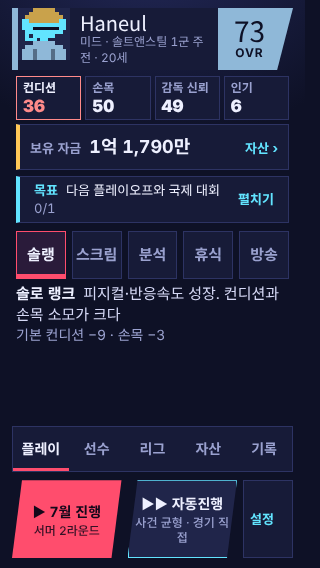 Haneul
미드 · 솔트앤스틸 1군 주
전 · 20세
73
OVR
컨디션
36
손목
50
감독 신뢰
49
인기
6
보유 자금 1억 1,790만
자산 ›
목표 다음 플레이오프와 국제 대회
0/1
펼치기
솔랭
스크림
분석
휴식
방송
솔로 랭크 피지컬·반응속도 성장. 컨디션과
손목 소모가 크다
기본 컨디션 −9 · 손목 −3
플레이
선수
리그
자산
기록
▶ 7월 진행
서머 2라운드
▶▶ 자동진행
사건 균형 · 경기 직
접
설정